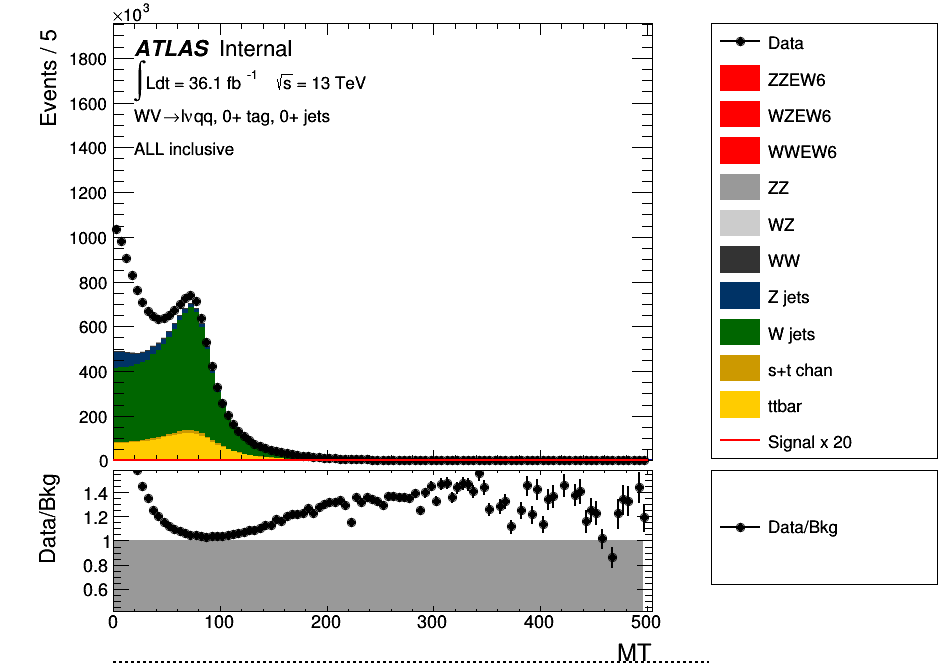 ×10³
Events / 5
1800
1600
1400
1200
1000
800
600
400
200
0
ATLAS Internal
∫Ldt = 36.1 fb⁻¹ √s = 13 TeV
WV→lνqq, 0+ tag, 0+ jets
ALL inclusive
Data
ZZEW6
WZEW6
WWEW6
ZZ
WZ
WW
Z jets
W jets
s+t chan
ttbar
Signal x 20
Data/Bkg
1.4
1.2
1
0.8
0.6
0 100 200 300 400 500
MT
Data/Bkg